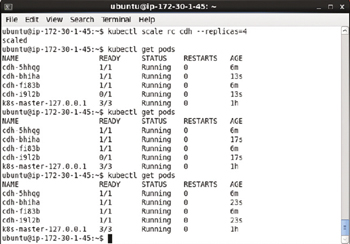 ubuntu@ip-172-30-1-45: ~
File Edit View Search Terminal Help
ubuntu@ip-172-30-1-45:~$ kubectl scale rc cdh --replicas=4
scaled
ubuntu@ip-172-30-1-45:~$ kubectl get pods
NAME READY STATUS RESTARTS AGE
cdh-5hhqg 1/1 Running 0 6m
cdh-bhiha 1/1 Running 0 13s
cdh-fi83b 1/1 Running 0 6m
cdh-i9l2b 0/1 Running 0 13s
k8s-master-127.0.0.1 3/3 Running 0 1h
ubuntu@ip-172-30-1-45:~$ kubectl get pods
NAME READY STATUS RESTARTS AGE
cdh-5hhqg 1/1 Running 0 6m
cdh-bhiha 1/1 Running 0 17s
cdh-fi83b 1/1 Running 0 6m
cdh-i9l2b 0/1 Running 0 17s
k8s-master-127.0.0.1 3/3 Running 0 1h
ubuntu@ip-172-30-1-45:~$ kubectl get pods
NAME READY STATUS RESTARTS AGE
cdh-5hhqg 1/1 Running 0 6m
cdh-bhiha 1/1 Running 0 23s
cdh-fi83b 1/1 Running 0 6m
cdh-i9l2b 1/1 Running 0 23s
k8s-master-127.0.0.1 3/3 Running 0 1h
ubuntu@ip-172-30-1-45:~$